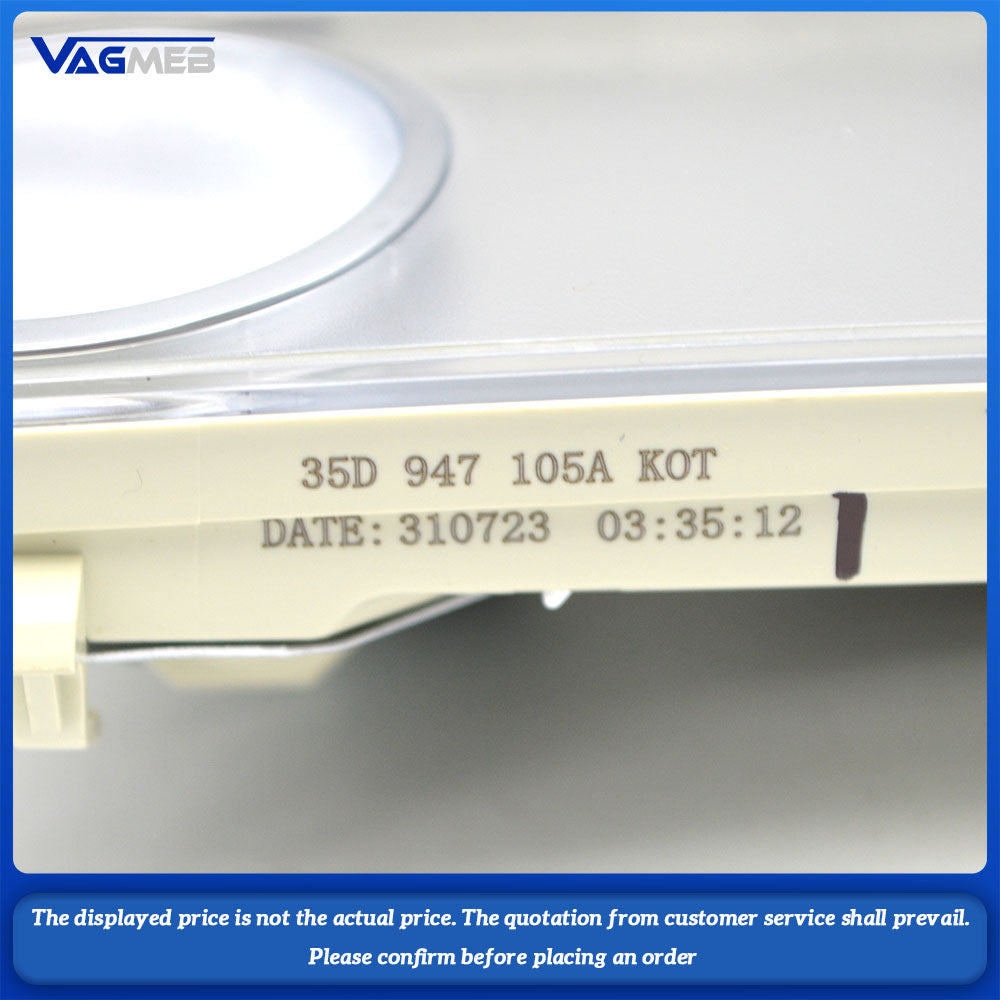 VAGMEB
35D 947 105A KOT
DATE: 310723 03:35:12
The displayed price is not the actual price. The quotation from customer service shall prevail.
Please confirm before placing an order